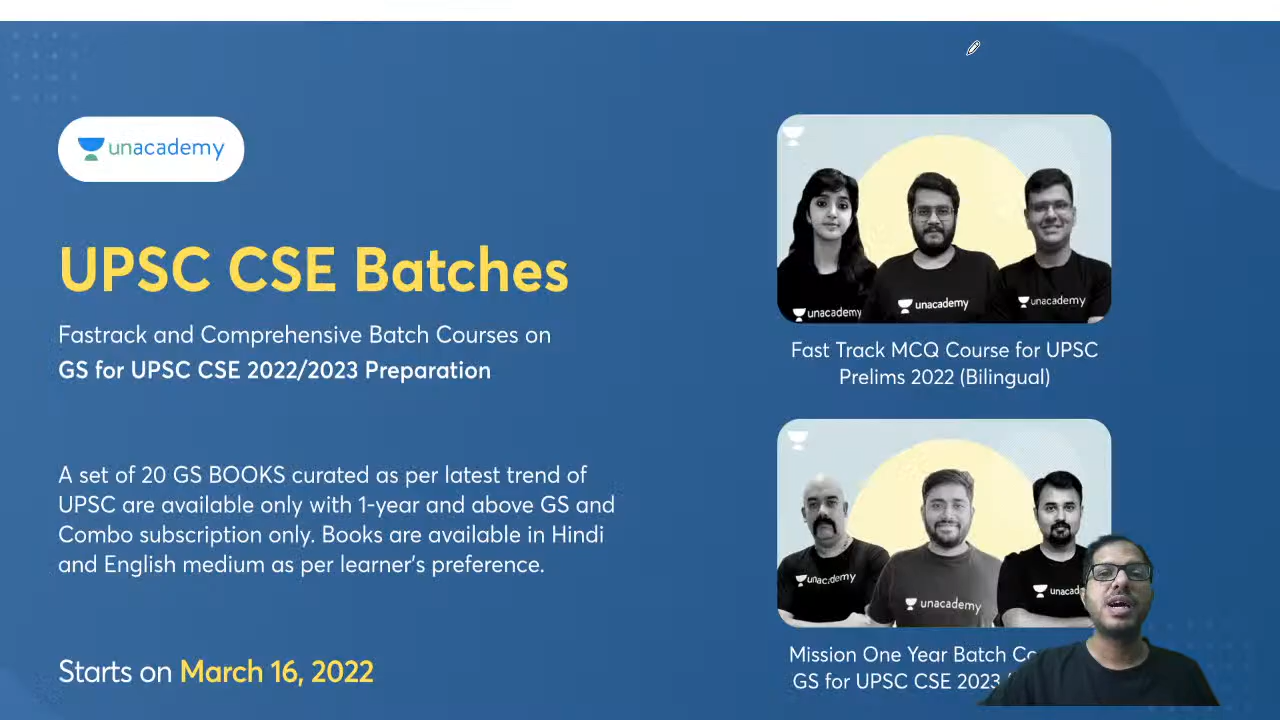 unacademy
UPSC CSE Batches
Fastrack and Comprehensive Batch Courses on
GS for UPSC CSE 2022/2023 Preparation
A set of 20 GS BOOKS curated as per latest trend of
UPSC are available only with 1-year and above GS and
Combo subscription only. Books are available in Hindi
and English medium as per learner's preference.
Starts on March 16, 2022
unacademy
unacademy
unacademy
Fast Track MCQ Course for UPSC
Prelims 2022 (Bilingual)
unacademy
unacademy
unacad
Mission One Year Batch
GS for UPSC CSE 2023